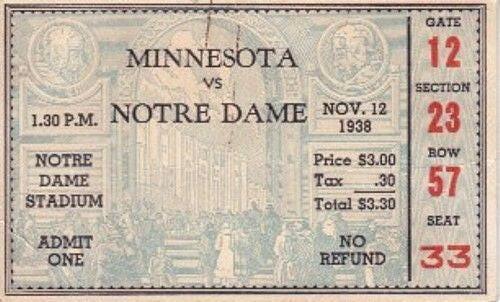 MINNESOTA
VS
NOTRE DAME
1.30 P.M.
NOV. 12
1938
NOTRE
DAME
STADIUM
Price $3.00
Tax .30
Total $3.30
ADMIT
ONE
NO
REFUND
GATE
12
SECTION
23
ROW
57
SEAT
33